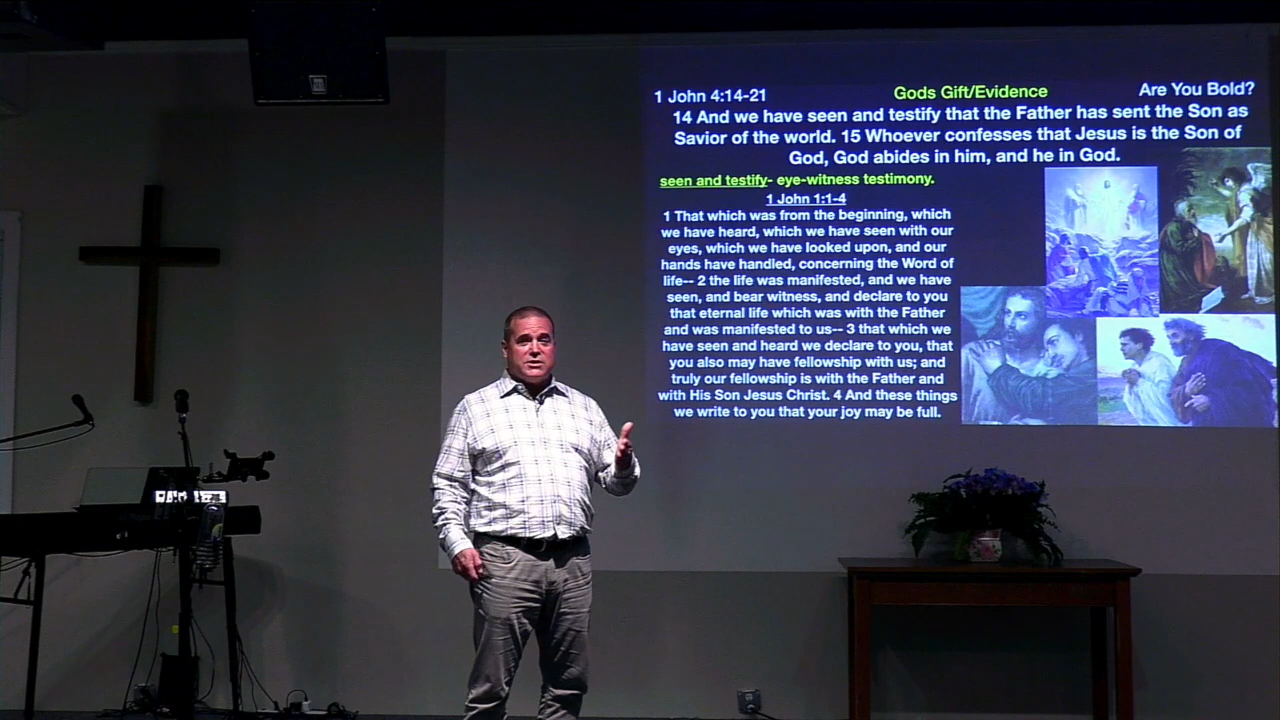 1 John 4:14-21 Gods Gift/Evidence Are You Bold?
14 And we have seen and testify that the Father has sent the Son as
Savior of the world. 15 Whoever confesses that Jesus is the Son of
God, God abides in him, and he in God.
seen and testify- eye-witness testimony.
1 John 1:1-4
1 That which was from the beginning, which
we have heard, which we have seen with our
eyes, which we have looked upon, and our
hands have handled, concerning the Word of
life-- 2 the life was manifested, and we have
seen, and bear witness, and declare to you
that eternal life which was with the Father
and was manifested to us-- 3 that which we
have seen and heard we declare to you, that
you also may have fellowship with us; and
truly our fellowship is with the Father and
with His Son Jesus Christ. 4 And these things
we write to you that your joy may be full.